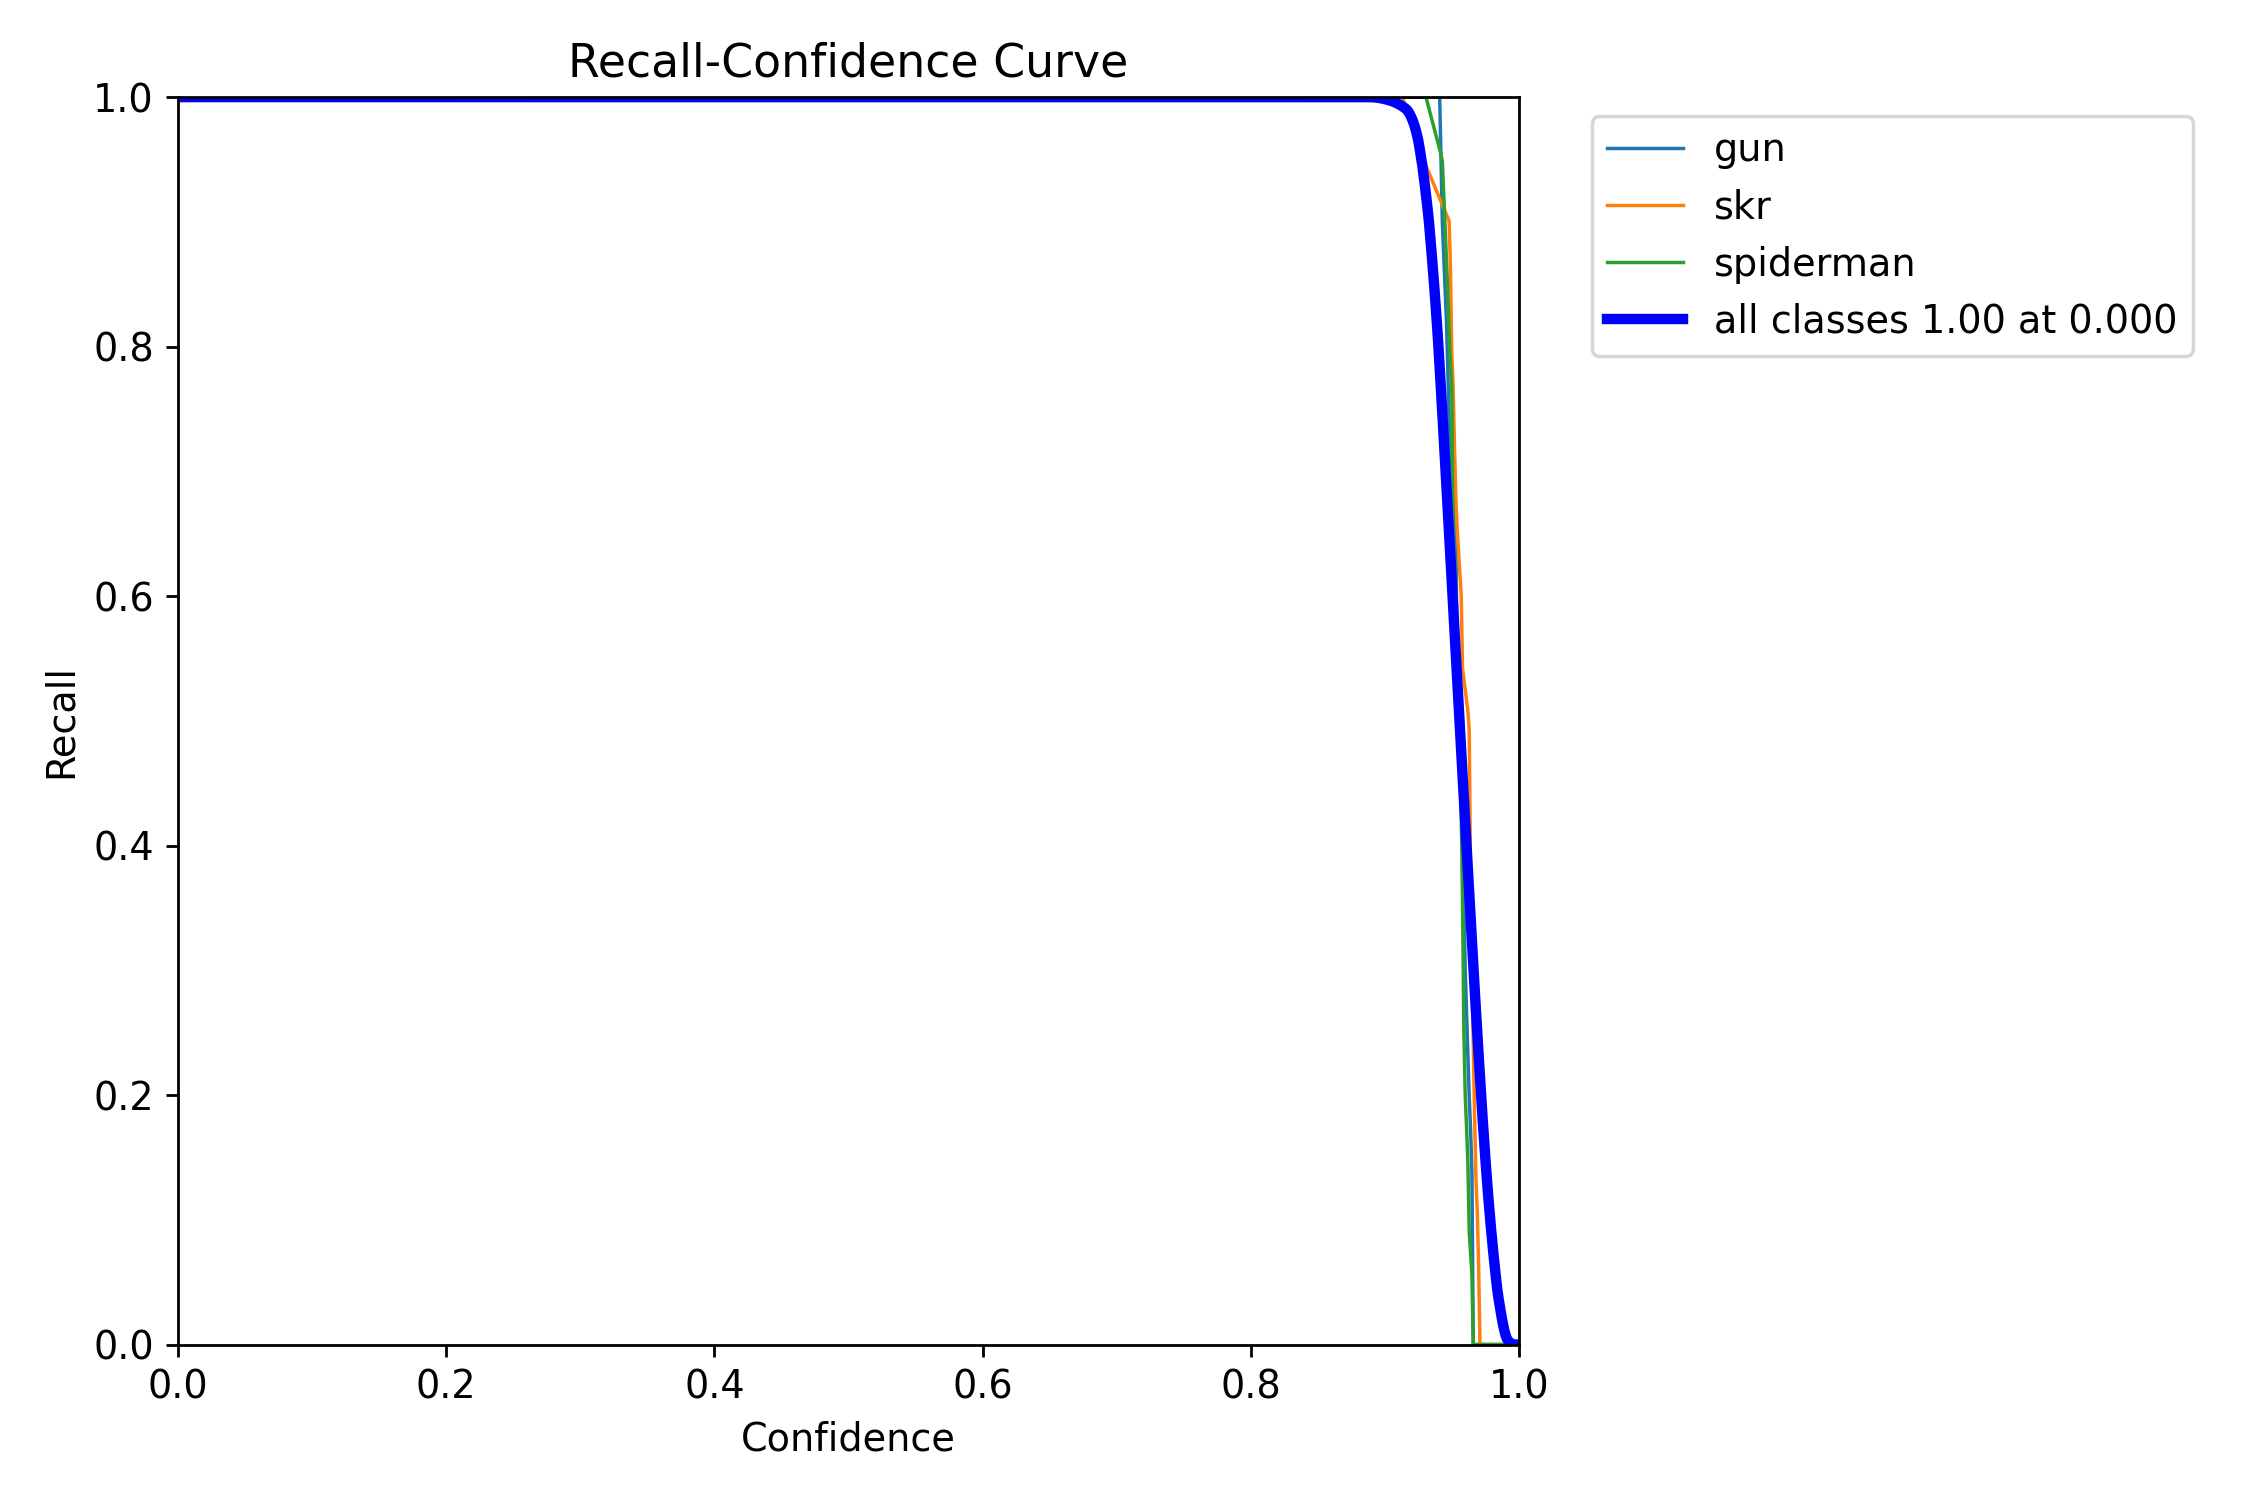 Recall-Confidence Curve
1.0
0.8
0.6
0.4
0.2
0.0
Recall
0.0 0.2 0.4 0.6 0.8 1.0
Confidence
gun
skr
spiderman
all classes 1.00 at 0.000